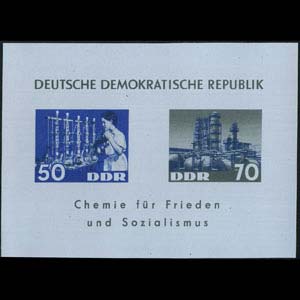 DEUTSCHE DEMOKRATISCHE REPUBLIK
50 DDR
DDR 70
Chemie für Frieden
und Sozialismus